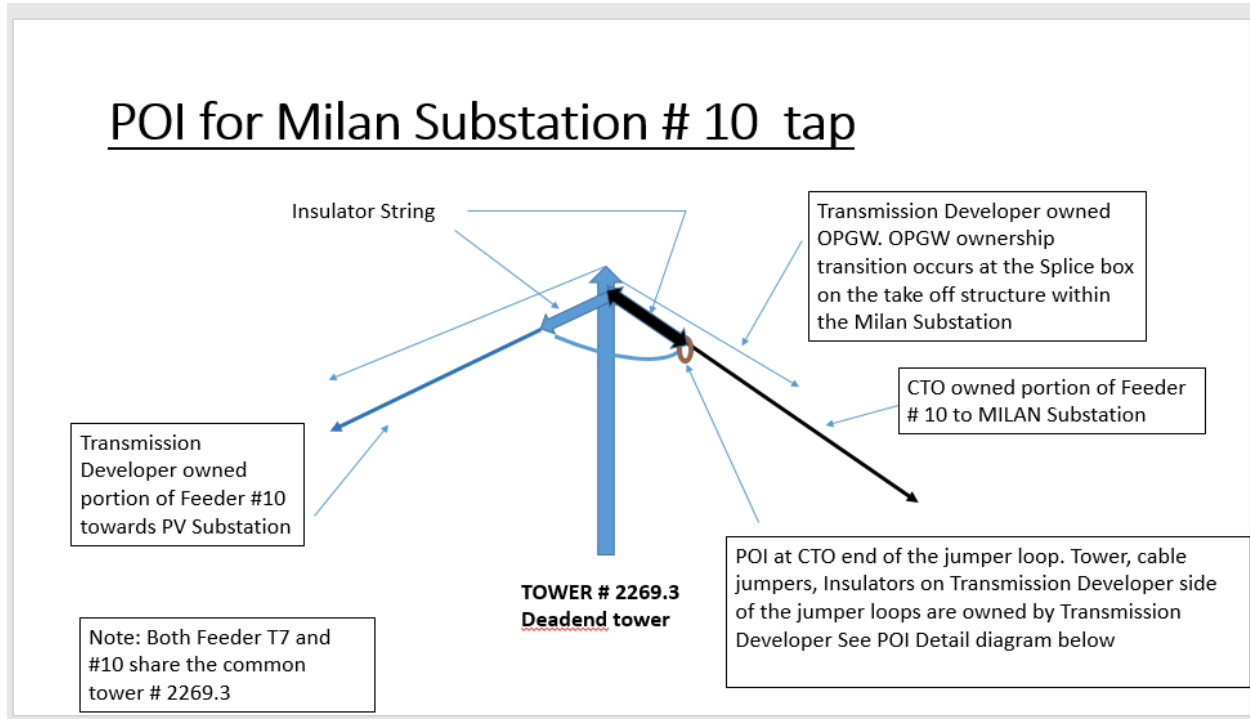 POI for Milan Substation # 10  tap
Insulator String
Transmission Developer owned
OPGW. OPGW ownership
transition occurs at the Splice box
on the take off structure within
the Milan Substation
CTO owned portion of Feeder
# 10 to MILAN Substation
Transmission
Developer owned
portion of Feeder #10
towards PV Substation
POI at CTO end of the jumper loop. Tower, cable
jumpers, Insulators on Transmission Developer side
of the jumper loops are owned by Transmission
Developer See POI Detail diagram below
TOWER # 2269.3
Deadend tower
Note: Both Feeder T7 and
#10 share the common
tower # 2269.3